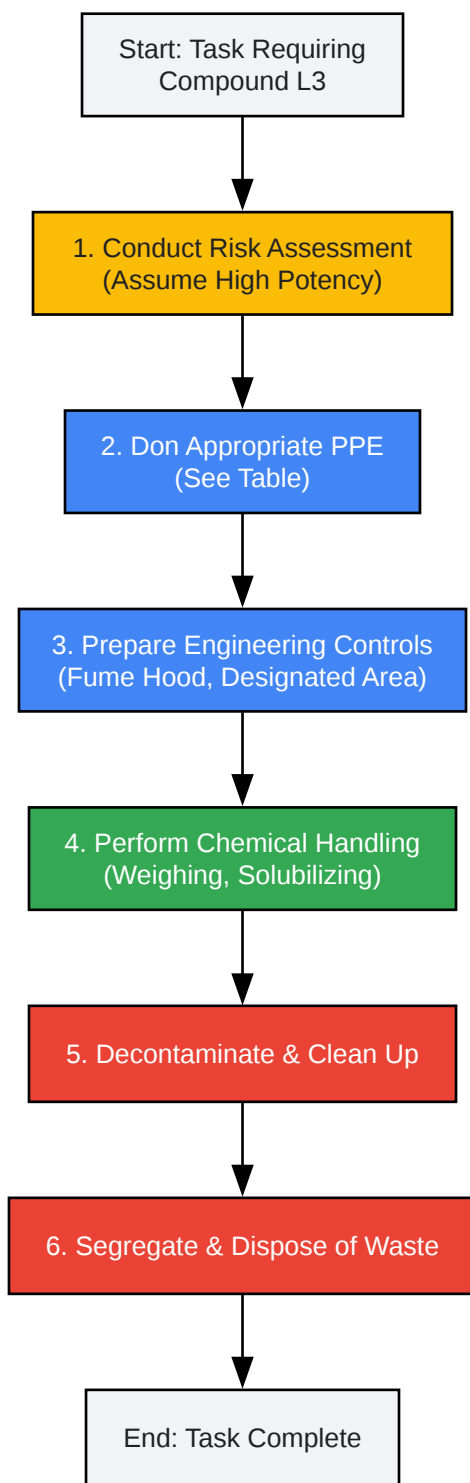 Start: Task Requiring
Compound L3
1. Conduct Risk Assessment
(Assume High Potency)
2. Don Appropriate PPE
(See Table)
3. Prepare Engineering Controls
(Fume Hood, Designated Area)
4. Perform Chemical Handling
(Weighing, Solubilizing)
5. Decontaminate & Clean Up
6. Segregate & Dispose of Waste
End: Task Complete